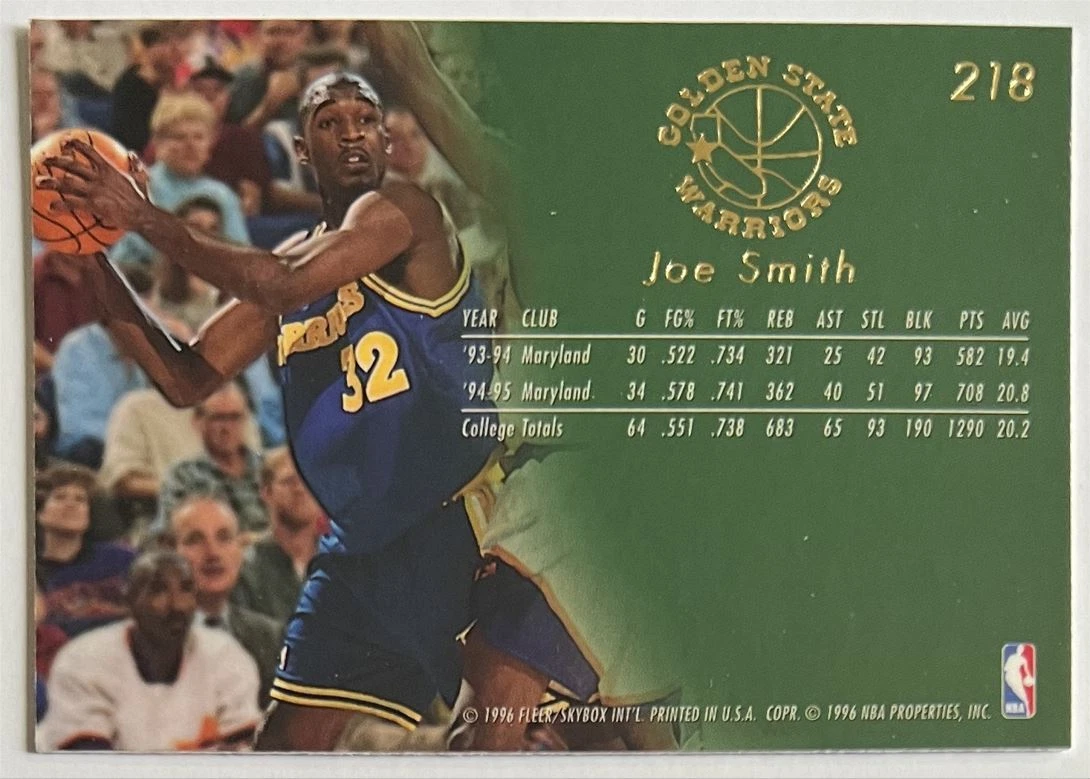 218
GOLDEN STATE
WARRIORS
Joe Smith
YEAR CLUB G FG% FT% REB AST STL BLK PTS AVG
'93-94 Maryland 30 .522 .734 321 25 42 93 582 19.4
'94-95 Maryland 34 .578 .741 362 40 51 97 708 20.8
College Totals 64 .551 .738 683 65 93 190 1290 20.2
32
© 1996 FLEER/SKYBOX INT'L. PRINTED IN U.S.A. COPR. © 1996 NBA PROPERTIES, INC.
NBA